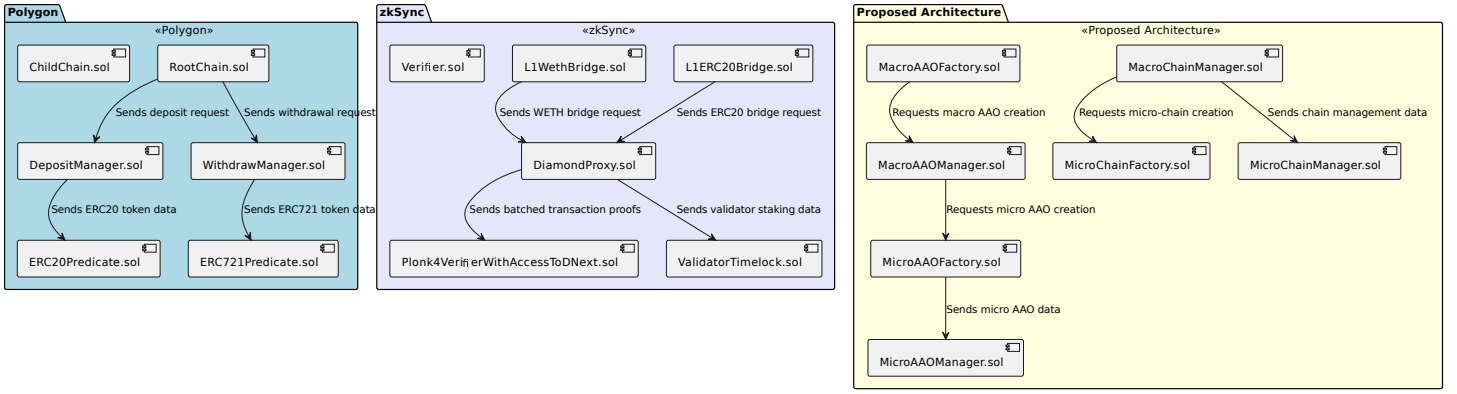 Polygon
«Polygon»
ChildChain.sol
RootChain.sol
Sends deposit request
Sends withdrawal request
DepositManager.sol
WithdrawManager.sol
Sends ERC20 token data
Sends ERC721 token data
ERC20Predicate.sol
ERC721Predicate.sol
zkSync
«zkSync»
Verifier.sol
L1WethBridge.sol
L1ERC20Bridge.sol
Sends WETH bridge request
Sends ERC20 bridge request
DiamondProxy.sol
Sends batched transaction proofs
Sends validator staking data
Plonk4VerifierWithAccessToDNext.sol
ValidatorTimelock.sol
Proposed Architecture
«Proposed Architecture»
MacroAAOFactory.sol
MacroChainManager.sol
Requests macro AAO creation
Requests micro-chain creation
Sends chain management data
MacroAAOManager.sol
MicroChainFactory.sol
MicroChainManager.sol
Requests micro AAO creation
MicroAAOFactory.sol
Sends micro AAO data
MicroAAOManager.sol